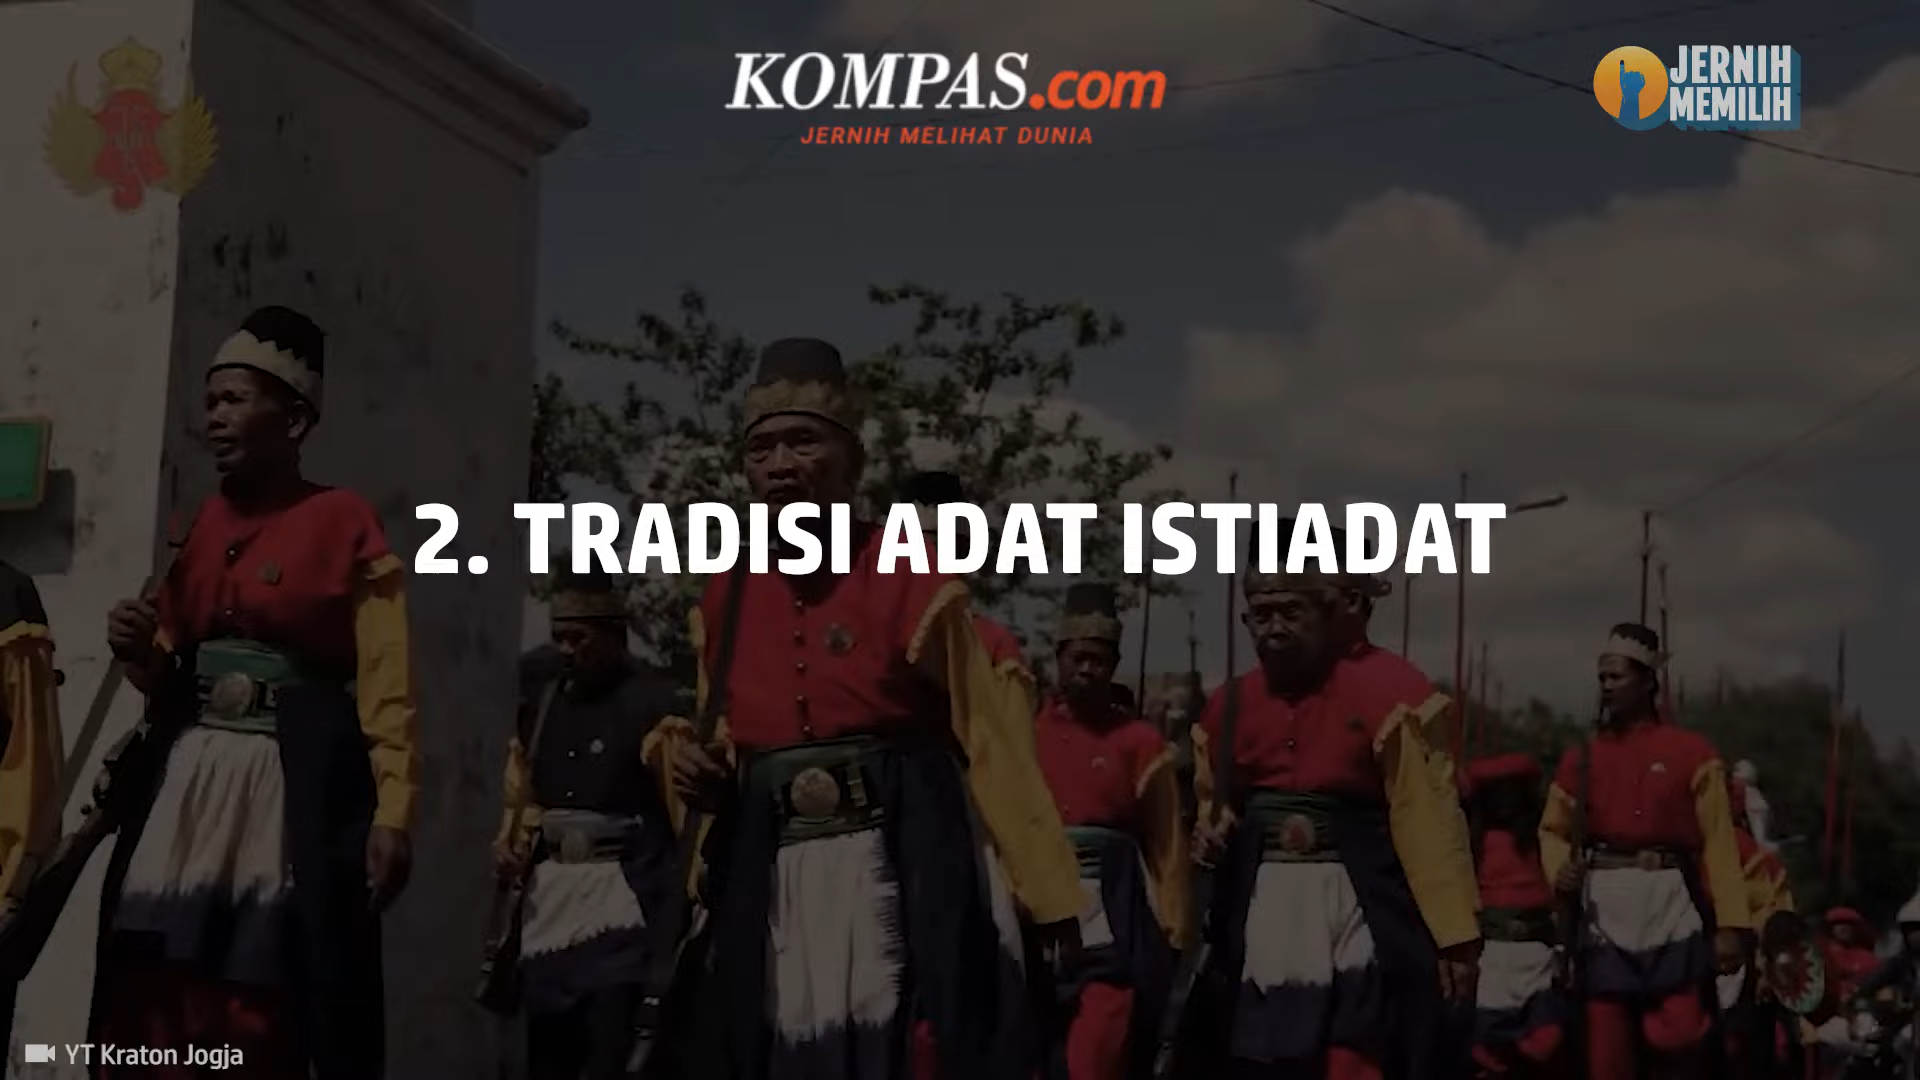 KOMPAS.com
JERNIH MELIHAT DUNIA
JERNIH
MEMILIH
2. TRADISI ADAT ISTIADAT
YT Kraton Jogja